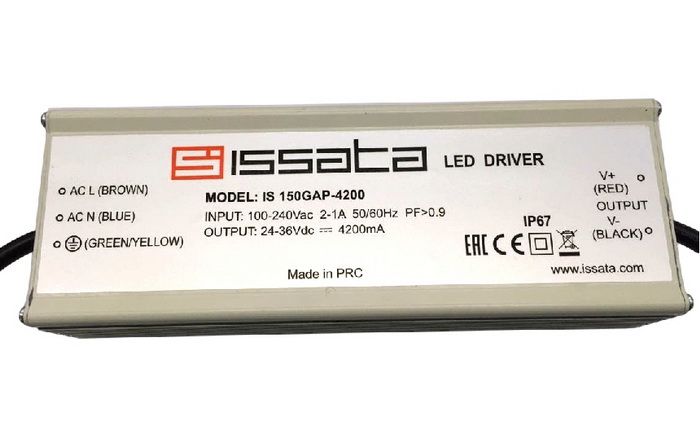 issata LED DRIVER
AC L (BROWN)
AC N (BLUE)
(GREEN/YELLOW)
MODEL: IS 150GAP-4200
INPUT: 100-240Vac 2-1A 50/60Hz PF>0.9
OUTPUT: 24-36Vdc ⎓ 4200mA
Made in PRC
IP67
EAC CE
V+
(RED)
OUTPUT
V-
(BLACK)
www.issata.com